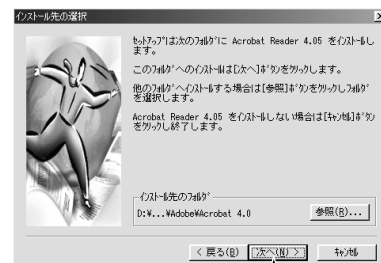 インストール先の選択
ｾｯﾄｱｯﾌﾟは次のﾌｫﾙﾀﾞに Acrobat Reader 4.05 をｲﾝｽﾄｰﾙし
ます。
このﾌｫﾙﾀﾞへのｲﾝｽﾄｰﾙは[次へ]ﾎﾞﾀﾝをｸﾘｯｸします。
他のﾌｫﾙﾀﾞへｲﾝｽﾄｰﾙする場合は[参照]ﾎﾞﾀﾝをｸﾘｯｸしﾌｫﾙﾀﾞ
を選択します。
Acrobat Reader 4.05 をｲﾝｽﾄｰﾙしない場合は[ｷｬﾝｾﾙ]ﾎﾞﾀﾝ
をｸﾘｯｸし終了します。
ｲﾝｽﾄｰﾙ先のﾌｫﾙﾀﾞ
D:¥...¥Adobe¥Acrobat 4.0
参照(R)...
< 戻る(B)
次へ(N) >
ｷｬﾝｾﾙ